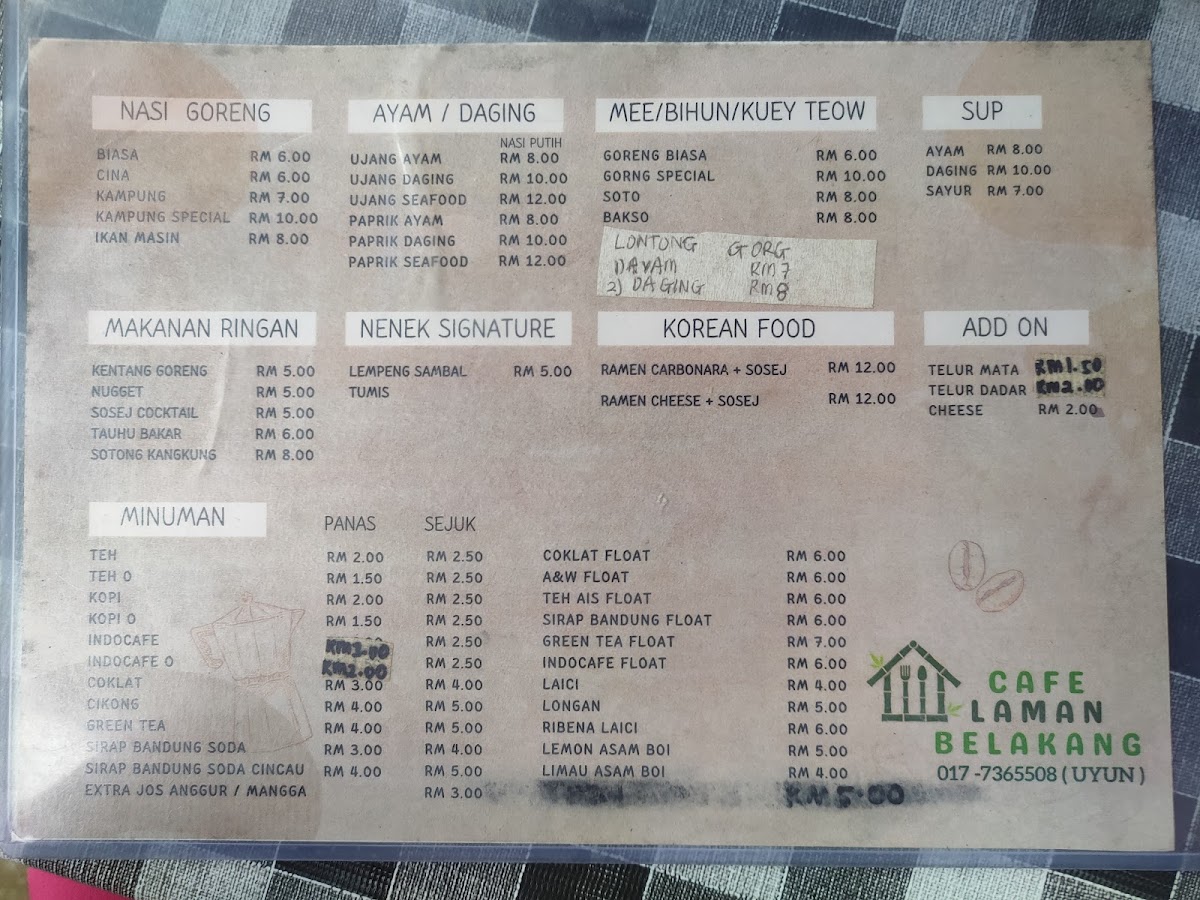 NASI GORENG
BIASA RM 6.00
CINA RM 6.00
KAMPUNG RM 7.00
KAMPUNG SPECIAL RM 10.00
IKAN MASIN RM 8.00
AYAM / DAGING
NASI PUTIH
UJANG AYAM RM 8.00
UJANG DAGING RM 10.00
UJANG SEAFOOD RM 12.00
PAPRIK AYAM RM 8.00
PAPRIK DAGING RM 10.00
PAPRIK SEAFOOD RM 12.00
MEE/BIHUN/KUEY TEOW
GORENG BIASA RM 6.00
GORNG SPECIAL RM 10.00
SOTO RM 8.00
BAKSO RM 8.00
LONTONG GORG
AYAM RM7
2) DAGING RM8
SUP
AYAM RM 8.00
DAGING RM 10.00
SAYUR RM 7.00
MAKANAN RINGAN
KENTANG GORENG RM 5.00
NUGGET RM 5.00
SOSEJ COCKTAIL RM 5.00
TAUHU BAKAR RM 6.00
SOTONG KANGKUNG RM 8.00
NENEK SIGNATURE
LEMPENG SAMBAL RM 5.00
TUMIS
KOREAN FOOD
RAMEN CARBONARA + SOSEJ RM 12.00
RAMEN CHEESE + SOSEJ RM 12.00
ADD ON
TELUR MATA RM1.50
TELUR DADAR RM2.00
CHEESE RM 2.00
MINUMAN PANAS SEJUK
TEH RM 2.00 RM 2.50
TEH O RM 1.50 RM 2.50
KOPI RM 2.00 RM 2.50
KOPI O RM 1.50 RM 2.50
INDOCAFE RM 2.50
INDOCAFE O RM2.00 RM 2.50
COKLAT RM 3.00 RM 4.00
CIKONG RM 4.00 RM 5.00
GREEN TEA RM 4.00 RM 5.00
SIRAP BANDUNG SODA RM 3.00 RM 4.00
SIRAP BANDUNG SODA CINCAU RM 4.00 RM 5.00
EXTRA JOS ANGGUR / MANGGA RM 3.00
COKLAT FLOAT RM 6.00
A&W FLOAT RM 6.00
TEH AIS FLOAT RM 6.00
SIRAP BANDUNG FLOAT RM 6.00
GREEN TEA FLOAT RM 7.00
INDOCAFE FLOAT RM 6.00
LAICI RM 4.00
LONGAN RM 5.00
RIBENA LAICI RM 6.00
LEMON ASAM BOI RM 5.00
LIMAU ASAM BOI RM 4.00
RM5.00
CAFE
LAMAN
BELAKANG
017 -7365508 ( UYUN )